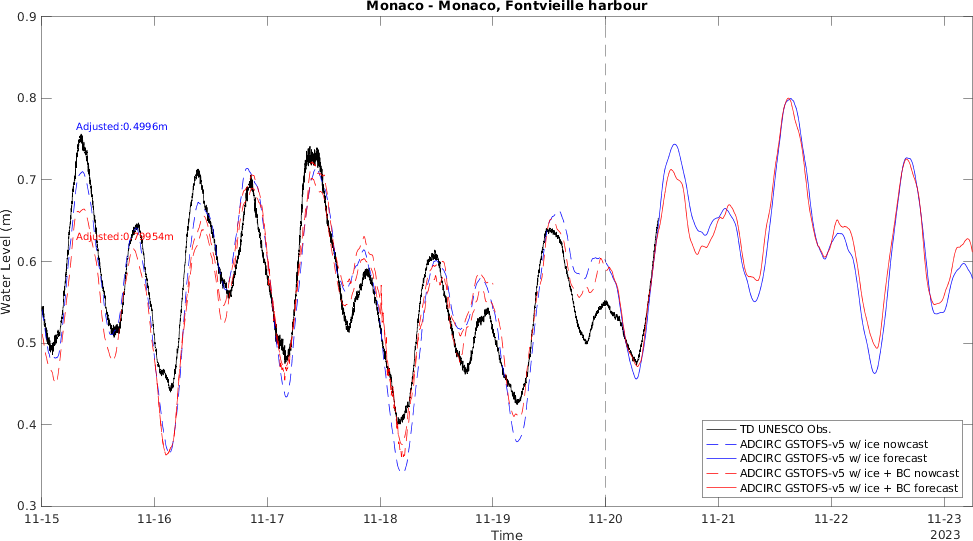 Monaco - Monaco, Fontvieille harbour
0.9
0.8
0.7
0.6
0.5
0.4
0.3
Water Level (m)
Adjusted:0.4996m
Adjusted:0.79954m
TD UNESCO Obs.
ADCIRC GSTOFS-v5 w/ ice nowcast
ADCIRC GSTOFS-v5 w/ ice forecast
ADCIRC GSTOFS-v5 w/ ice + BC nowcast
ADCIRC GSTOFS-v5 w/ ice + BC forecast
11-15 11-16 11-17 11-18 11-19 11-20 11-21 11-22 11-23
Time 2023